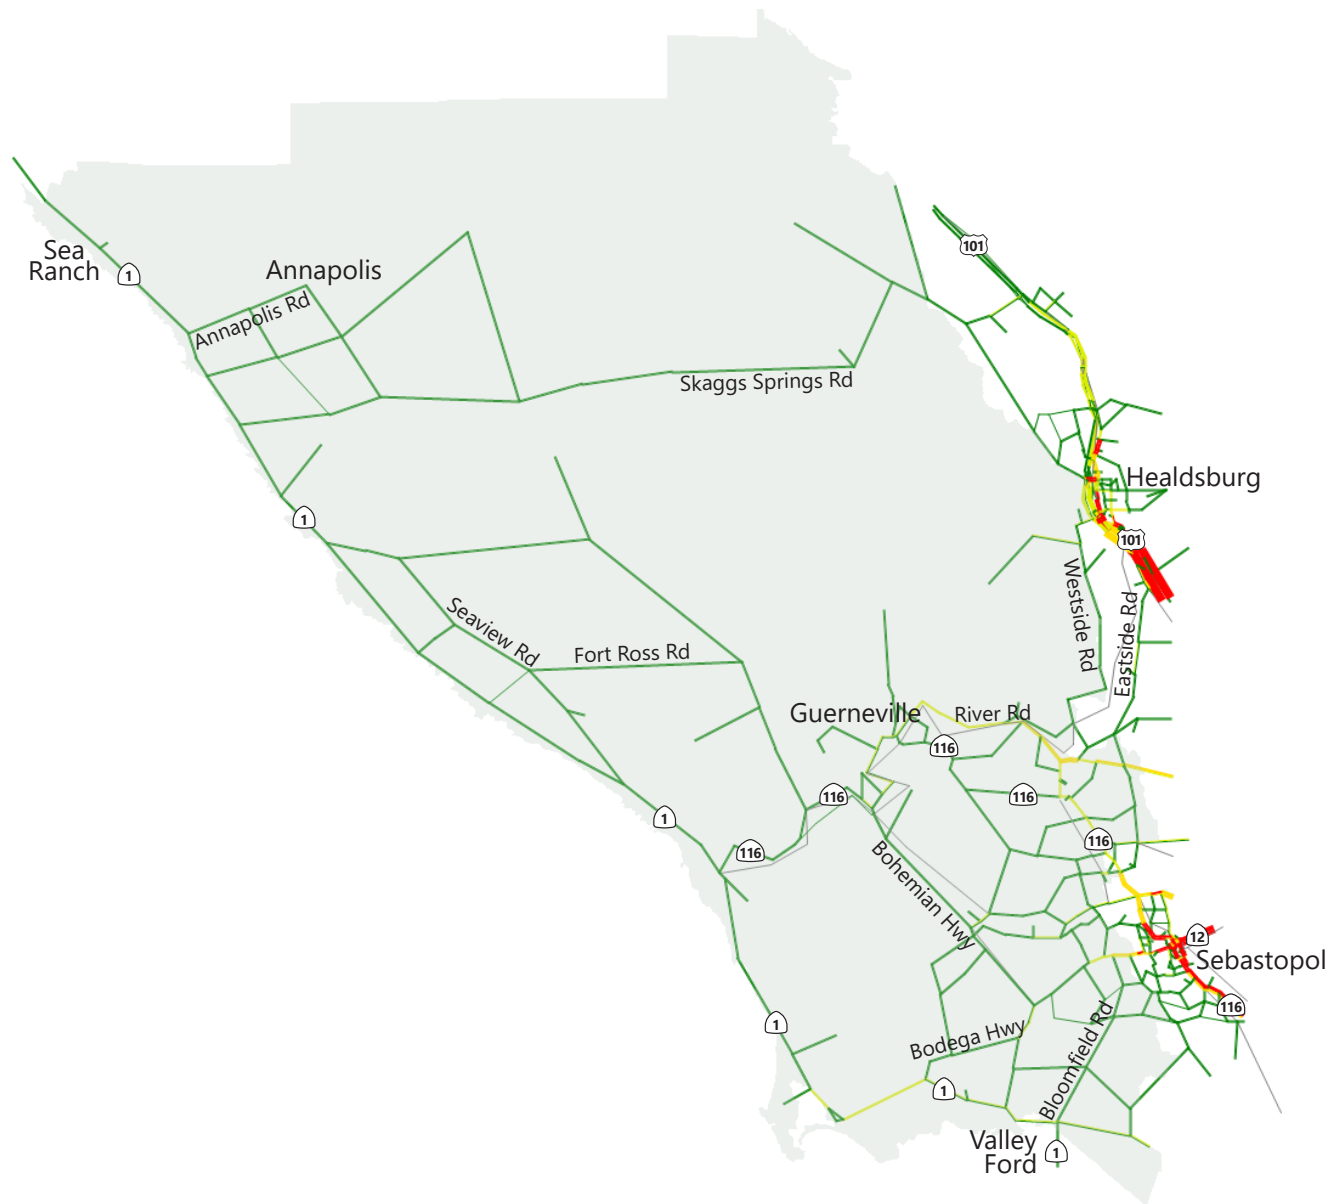 101
Sea
Ranch
1
Annapolis
Annapolis Rd
Skaggs Springs Rd
Healdsburg
1
101
Westside Rd
Eastside Rd
Seaview Rd
Fort Ross Rd
Guerneville
River Rd
116
116
116
1
116
116
Bohemian Hwy
12
Sebastopol
116
1
Bodega Hwy
Bloomfield Rd
1
Valley
Ford
1